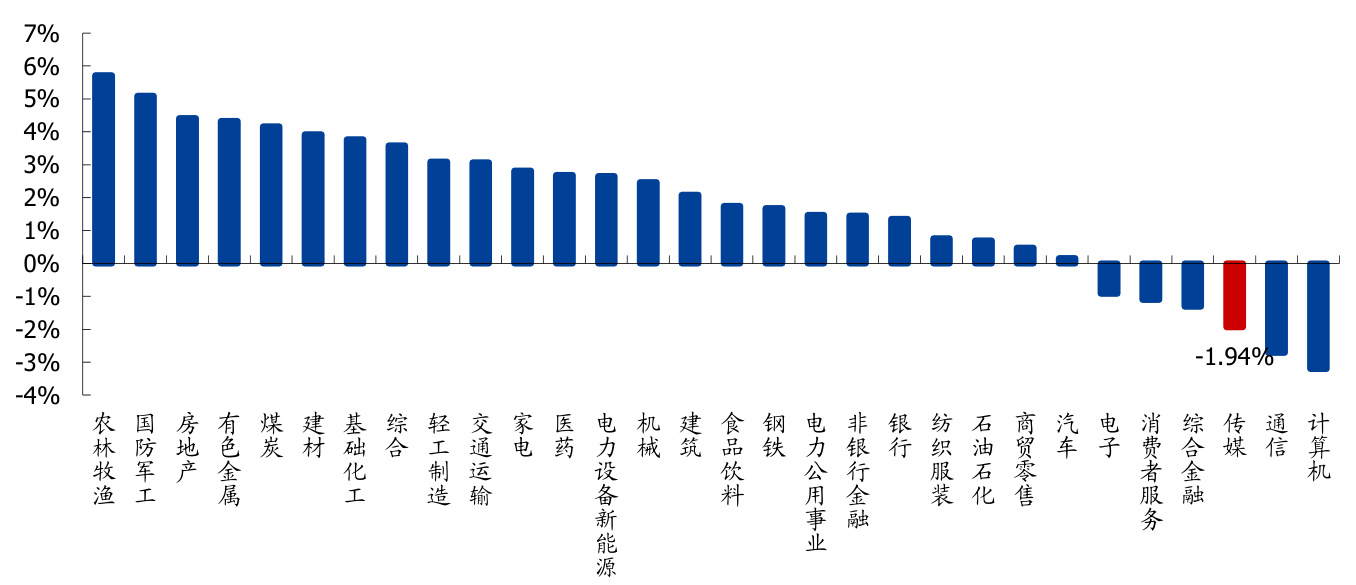 7%
6%
5%
4%
3%
2%
1%
0%
-1%
-2%
-3%
-4%
-1.94%
农林牧渔
国防军工
房地产
有色金属
煤炭
建材
基础化工
综合
轻工制造
交通运输
家电
医药
电力设备新能源
机械
建筑
食品饮料
钢铁
电力公用事业
非银行金融
银行
纺织服装
石油石化
商贸零售
汽车
电子
消费者服务
综合金融
传媒
通信
计算机